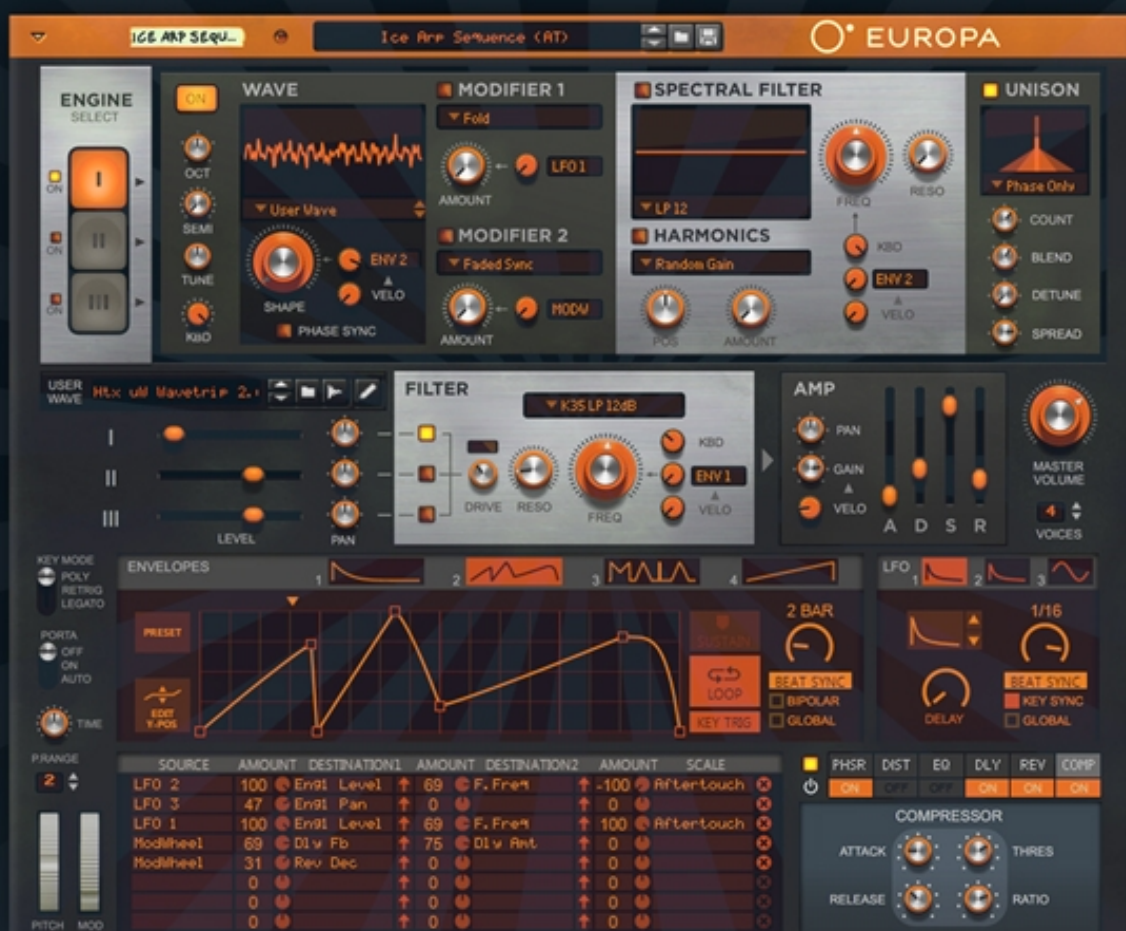 ICE ARP SEQU... Ice Arp Sequence (AT) EUROPA
ENGINE
SELECT
ON I
ON II
ON III
ON
OCT
SEMI
TUNE
KBD
WAVE
User Wave
SHAPE
ENV 2
VELO
PHASE SYNC
MODIFIER 1
Fold
AMOUNT
LFO 1
MODIFIER 2
Faded Sync
AMOUNT
MODW
SPECTRAL FILTER
LP 12
FREQ
RESO
KBD
ENV 2
VELO
HARMONICS
Random Gain
POS AMOUNT
UNISON
Phase Only
COUNT
BLEND
DETUNE
SPREAD
USER
WAVE
Htx uW Wavetrip 2.
I
II
III
LEVEL PAN
FILTER
K35 LP 12dB
DRIVE RESO FREQ
KBD
ENV 1
VELO
AMP
PAN
GAIN
VELO
A D S R
MASTER
VOLUME
4
VOICES
KEY MODE
POLY
RETRIG
LEGATO
PORTA
OFF
ON
AUTO
TIME
P.RANGE
2
PITCH MOD
ENVELOPES 1 2 3 4
PRESET
EDIT
Y-POS
SUSTAIN
LOOP
KEY TRIG
2 BAR
BEAT SYNC
BIPOLAR
GLOBAL
LFO 1 2 3
DELAY
1/16
BEAT SYNC
KEY SYNC
GLOBAL
SOURCE AMOUNT DESTINATION1 AMOUNT DESTINATION2 AMOUNT SCALE
LFO 2 100 Eng1 Level 69 F.Freq -100 Aftertouch
LFO 3 47 Eng1 Pan 0 0
LFO 1 100 Eng1 Level 69 F.Freq 100 Aftertouch
ModWheel 69 Dly Fb 75 Dly Amt 0
ModWheel 31 Rev Dec 0 0
0 0 0
0 0 0
0 0 0
PHSR DIST EQ DLY REV COMP
ON OFF OFF ON ON ON
COMPRESSOR
ATTACK THRES
RELEASE RATIO